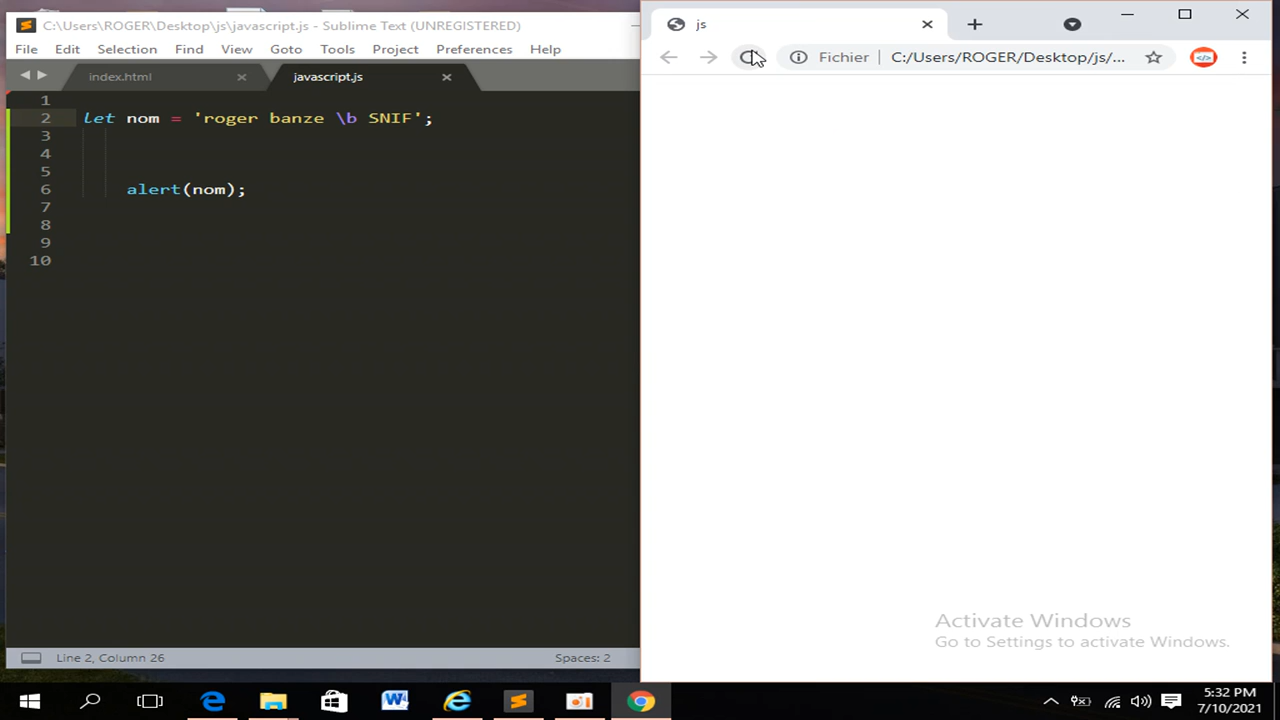 C:\Users\ROGER\Desktop\js\javascript.js - Sublime Text (UNREGISTERED)
File Edit Selection Find View Goto Tools Project Preferences Help
index.html
javascript.js
1
2 let nom = 'roger banze \b SNIF';
3
4
5
6 alert(nom);
7
8
9
10
Line 2, Column 26
Spaces: 2
js
Fichier C:/Users/ROGER/Desktop/js/...
Activate Windows
Go to Settings to activate Windows.
5:32 PM
7/10/2021